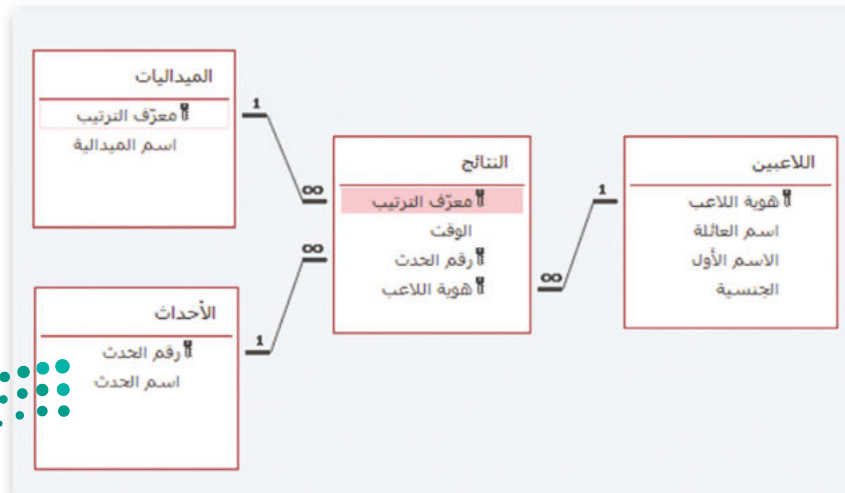 الميداليات
معرّف الترتيب
اسم الميدالية
1
∞
النتائج
معرّف الترتيب
الوقت
رقم الحدث
هوية اللاعب
∞
1
∞
1
اللاعبين
هوية اللاعب
اسم العائلة
الاسم الأول
الجنسية
الأحداث
رقم الحدث
اسم الحدث